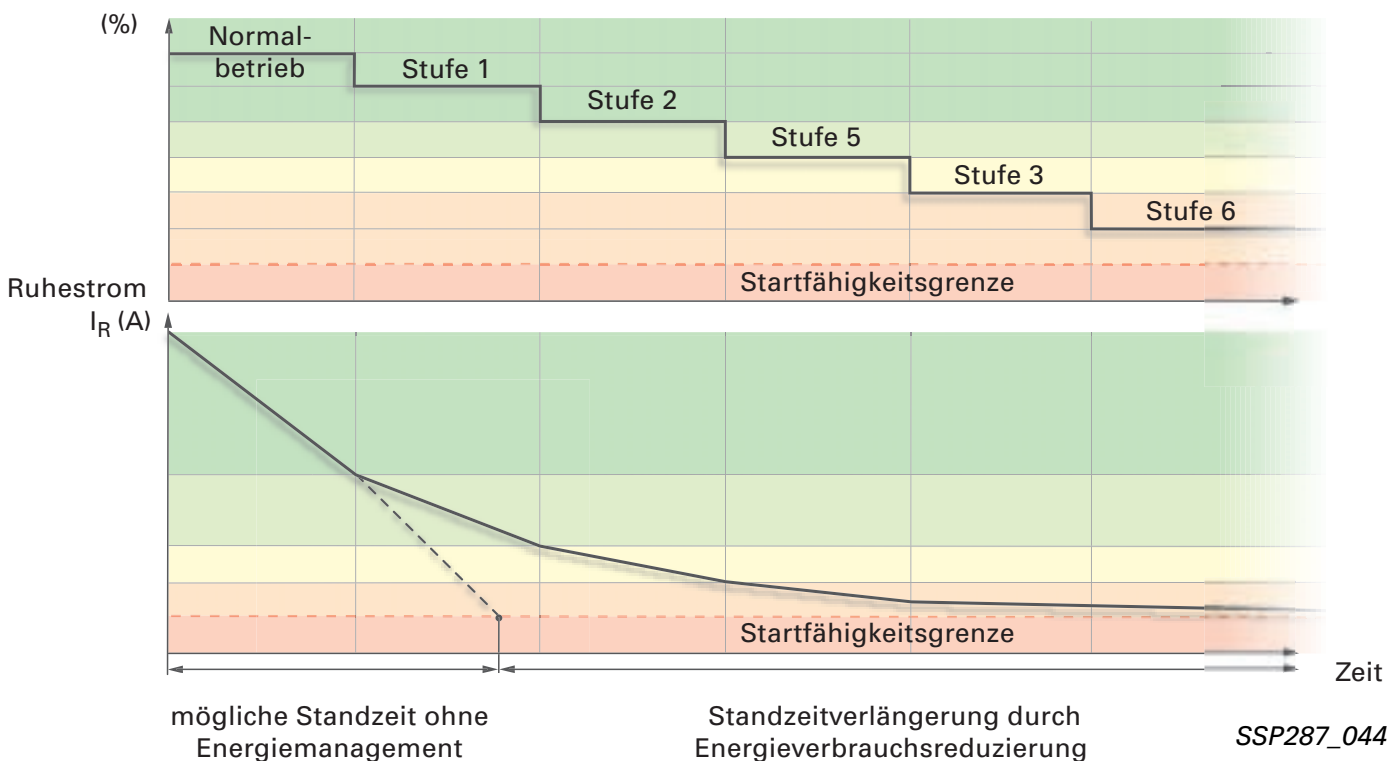 (%)
Normal-
betrieb
Stufe 1
Stufe 2
Stufe 5
Stufe 3
Stufe 6
Startfähigkeitsgrenze
Ruhestrom
I_R (A)
Startfähigkeitsgrenze
Zeit
mögliche Standzeit ohne
Energiemanagement
Standzeitverlängerung durch
Energieverbrauchsreduzierung
SSP287_044